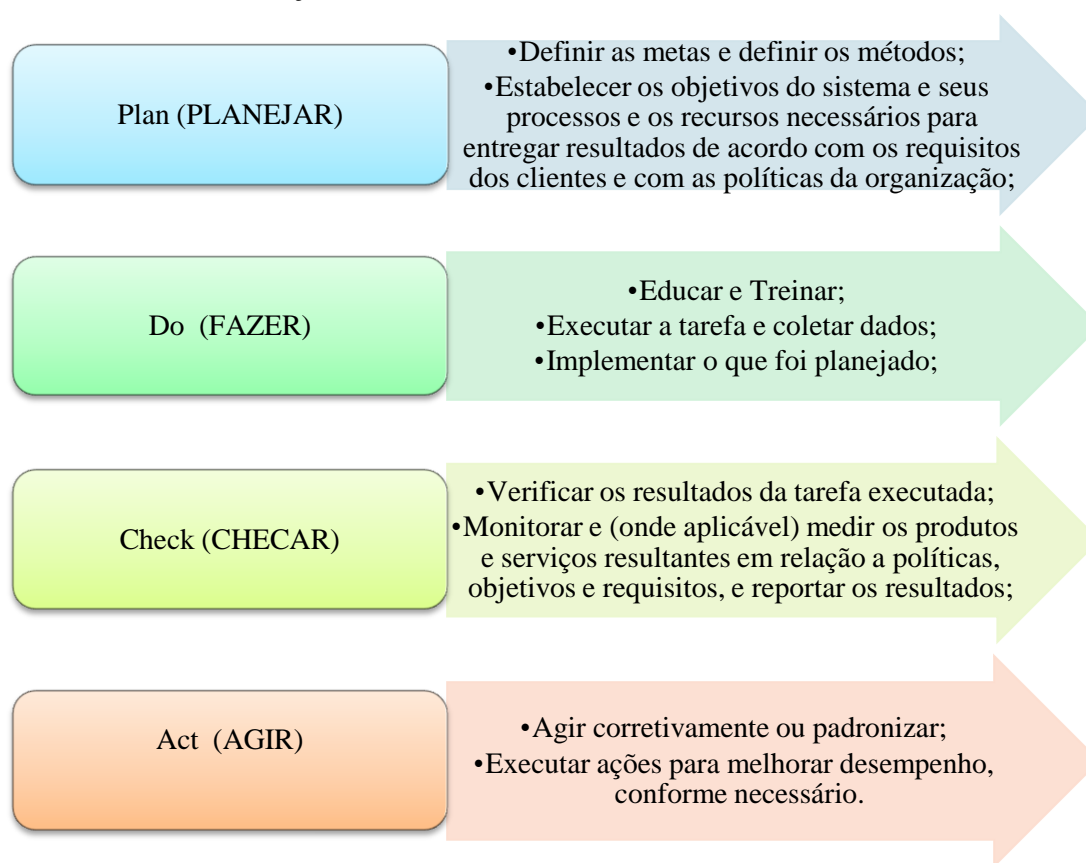 Plan (PLANEJAR)
•Definir as metas e definir os métodos;
•Estabelecer os objetivos do sistema e seus
processos e os recursos necessários para
entregar resultados de acordo com os requisitos
dos clientes e com as políticas da organização;
Do  (FAZER)
•Educar e Treinar;
•Executar a tarefa e coletar dados;
•Implementar o que foi planejado;
Check (CHECAR)
•Verificar os resultados da tarefa executada;
•Monitorar e (onde aplicável) medir os produtos
e serviços resultantes em relação a políticas,
objetivos e requisitos, e reportar os resultados;
Act  (AGIR)
•Agir corretivamente ou padronizar;
•Executar ações para melhorar desempenho,
conforme necessário.